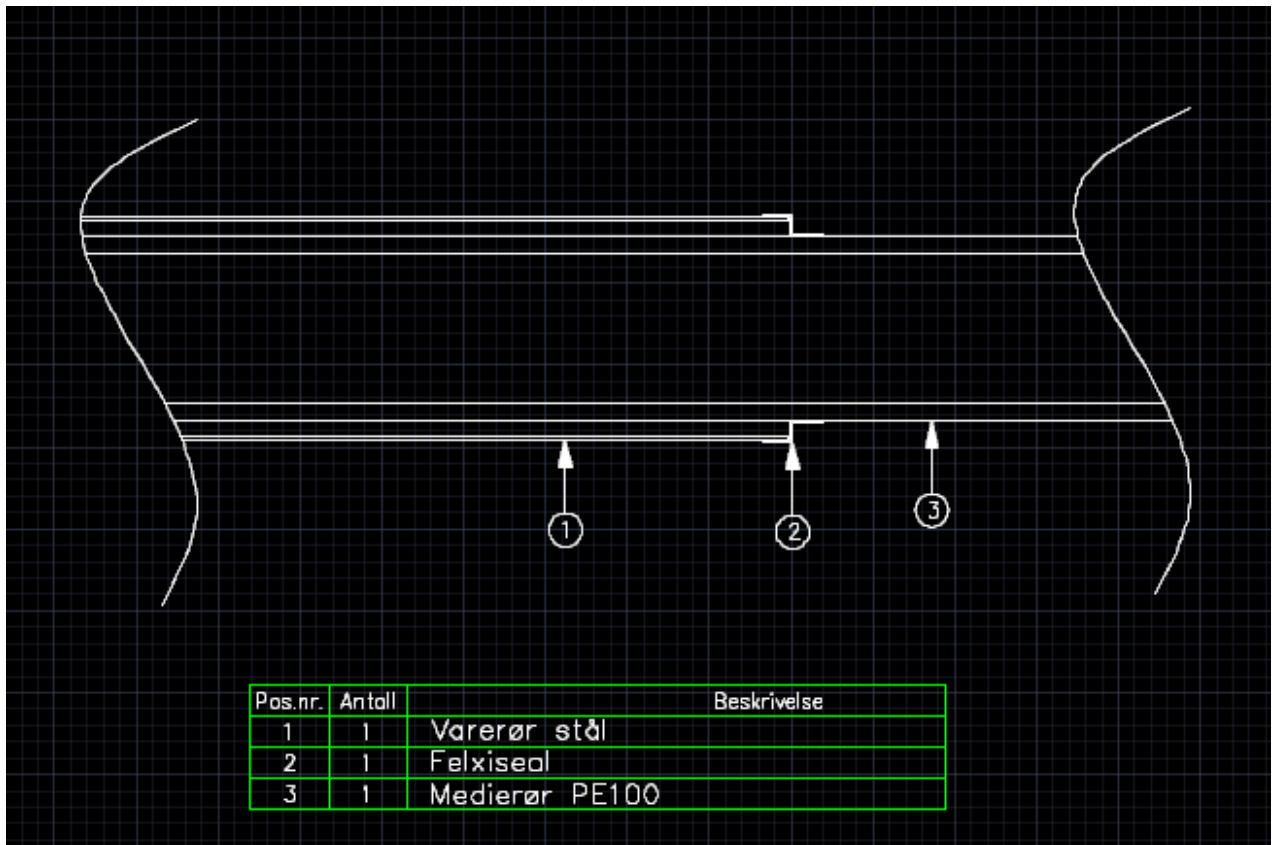 1 2 3
Pos.nr. Antall Beskrivelse
1 1 Varerør stål
2 1 Felxiseal
3 1 Medierør PE100